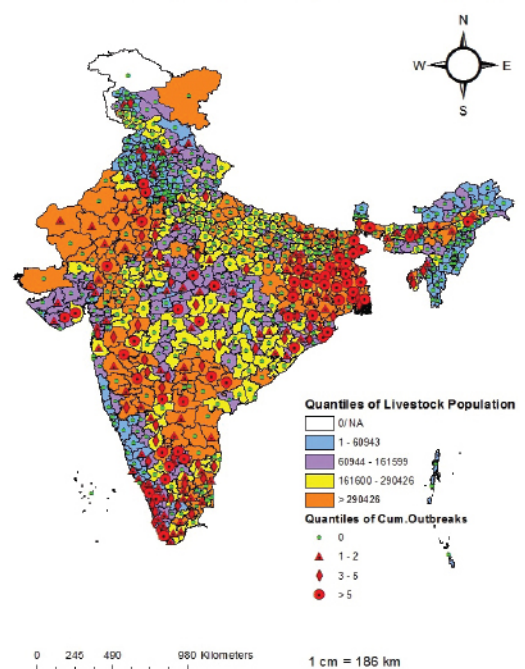 N
W E
S
Quantiles of Livestock Population
0/ NA
1 - 60943
60944 - 161599
161600 - 290426
> 290426
Quantiles of Cum.Outbreaks
0
1 - 2
3 - 5
> 5
0 245 490 980 Kilometers
1 cm = 186 km